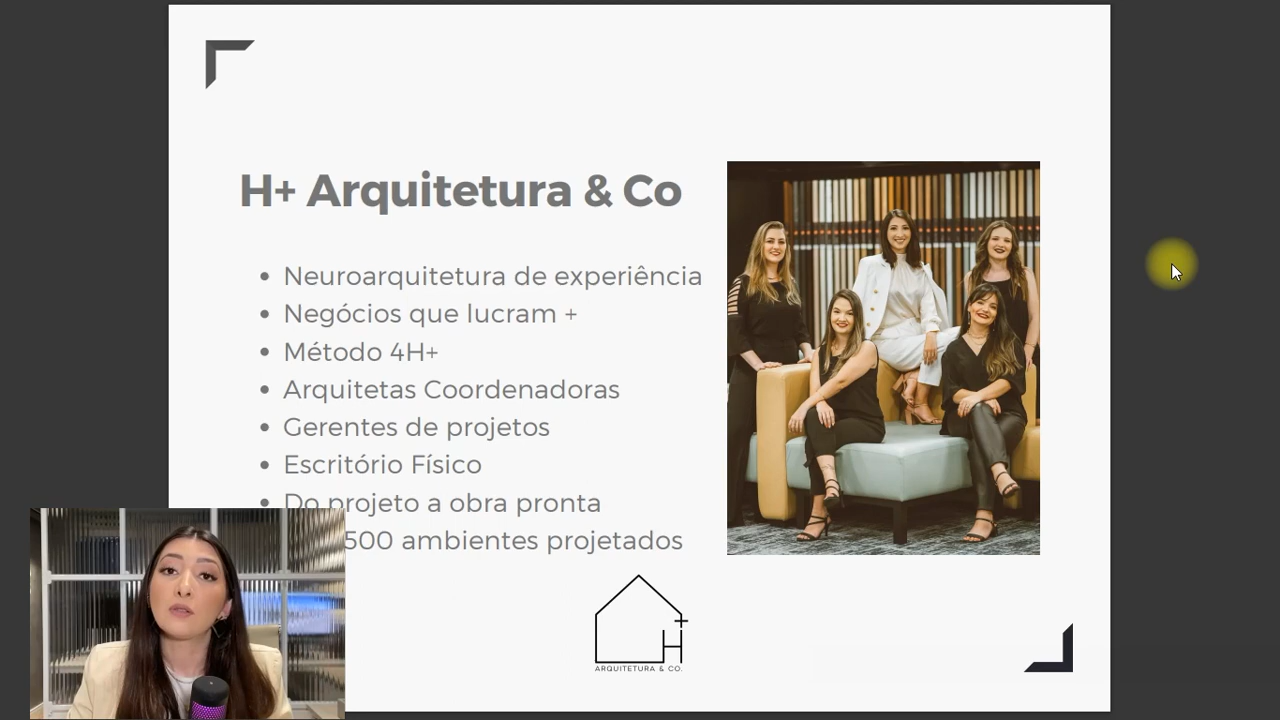 H+ Arquitetura & Co
• Neuroarquitetura de experiência
• Negócios que lucram +
• Método 4H+
• Arquitetas Coordenadoras
• Gerentes de projetos
• Escritório Físico
• Do projeto a obra pronta
500 ambientes projetados
H+
ARQUITETURA & CO.